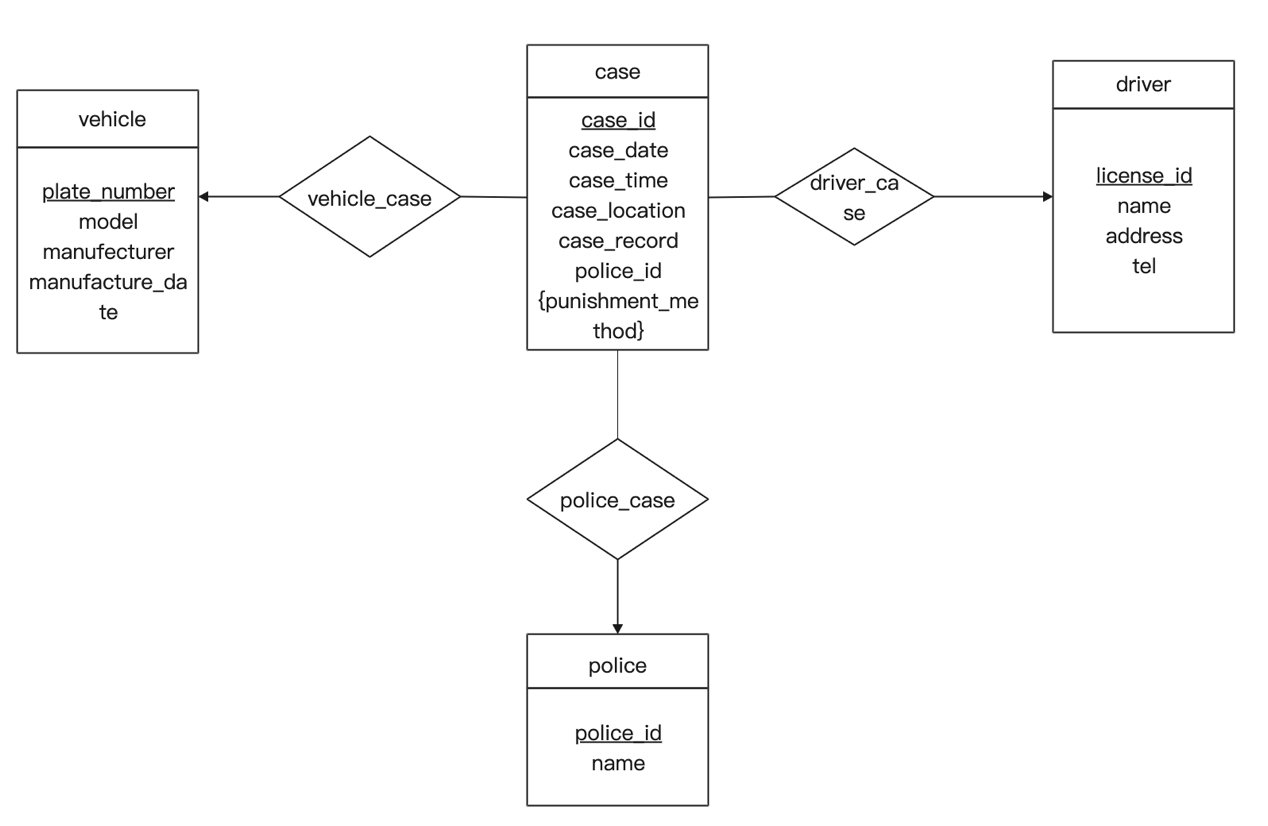 vehicle
plate_number
model
manufecturer
manufacture_da
te
vehicle_case
case
case_id
case_date
case_time
case_location
case_record
police_id
{punishment_me
thod}
driver_ca
se
driver
license_id
name
address
tel
police_case
police
police_id
name